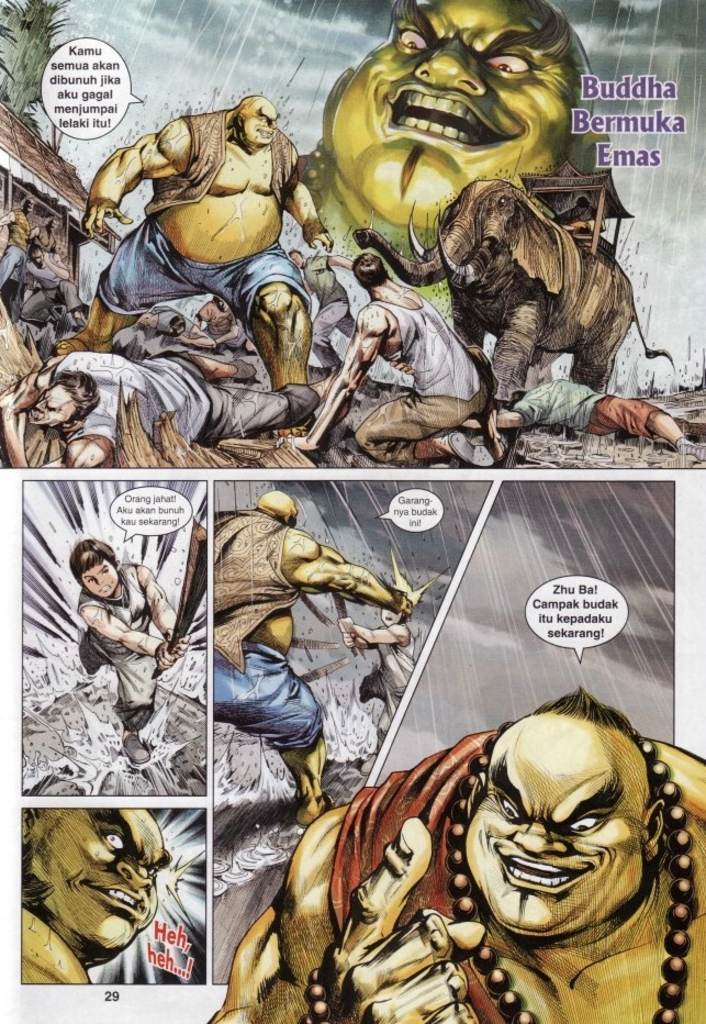 Kamu
semua akan
dibunuh jika
aku gagal
menjumpai
lelaki itu!
Buddha
Bermuka
Emas
Orang jahat!
Aku akan bunuh
kau sekarang!
Garang-
nya budak
ini!
Zhu Ba!
Campak budak
itu kepadaku
sekarang!
Heh,
heh...!
29